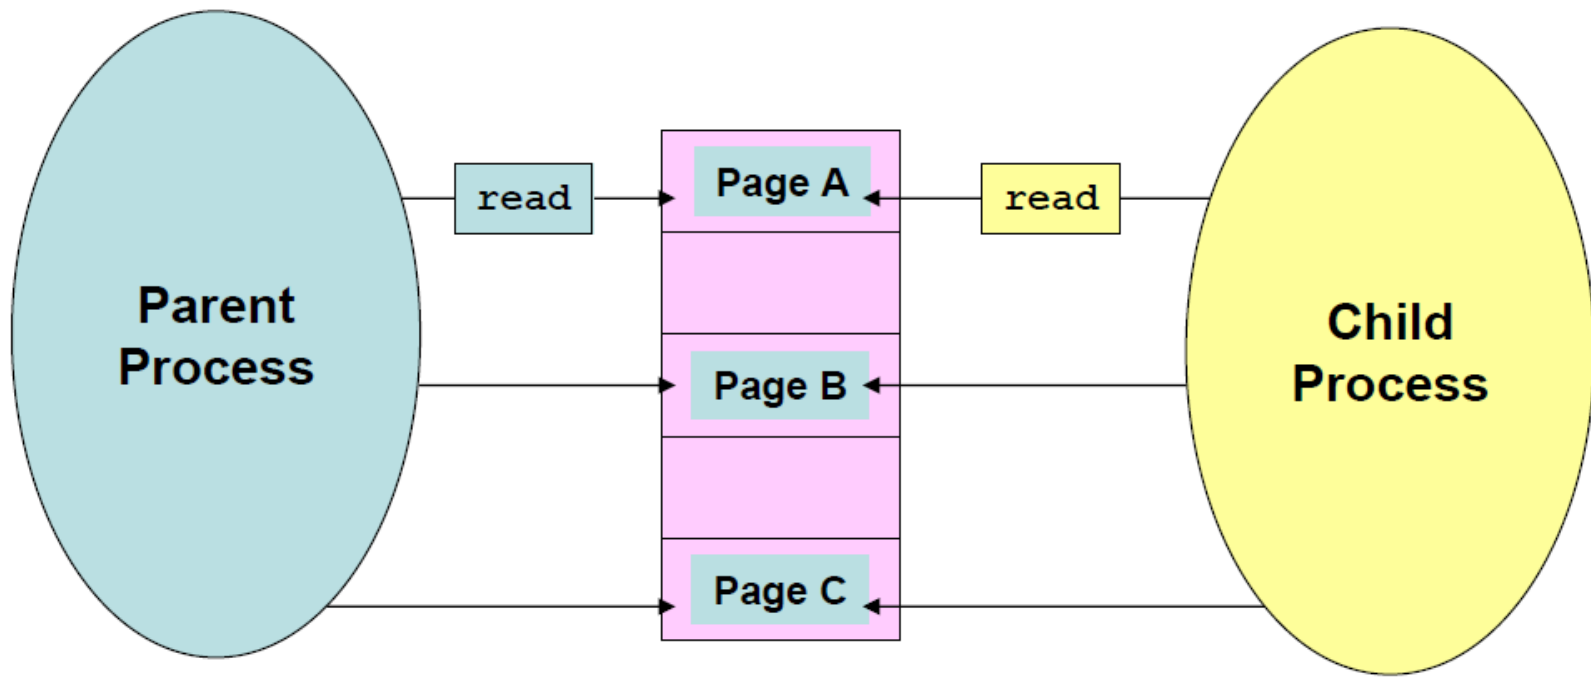 Parent
Process
read
Page A
read
Page B
Page C
Child
Process